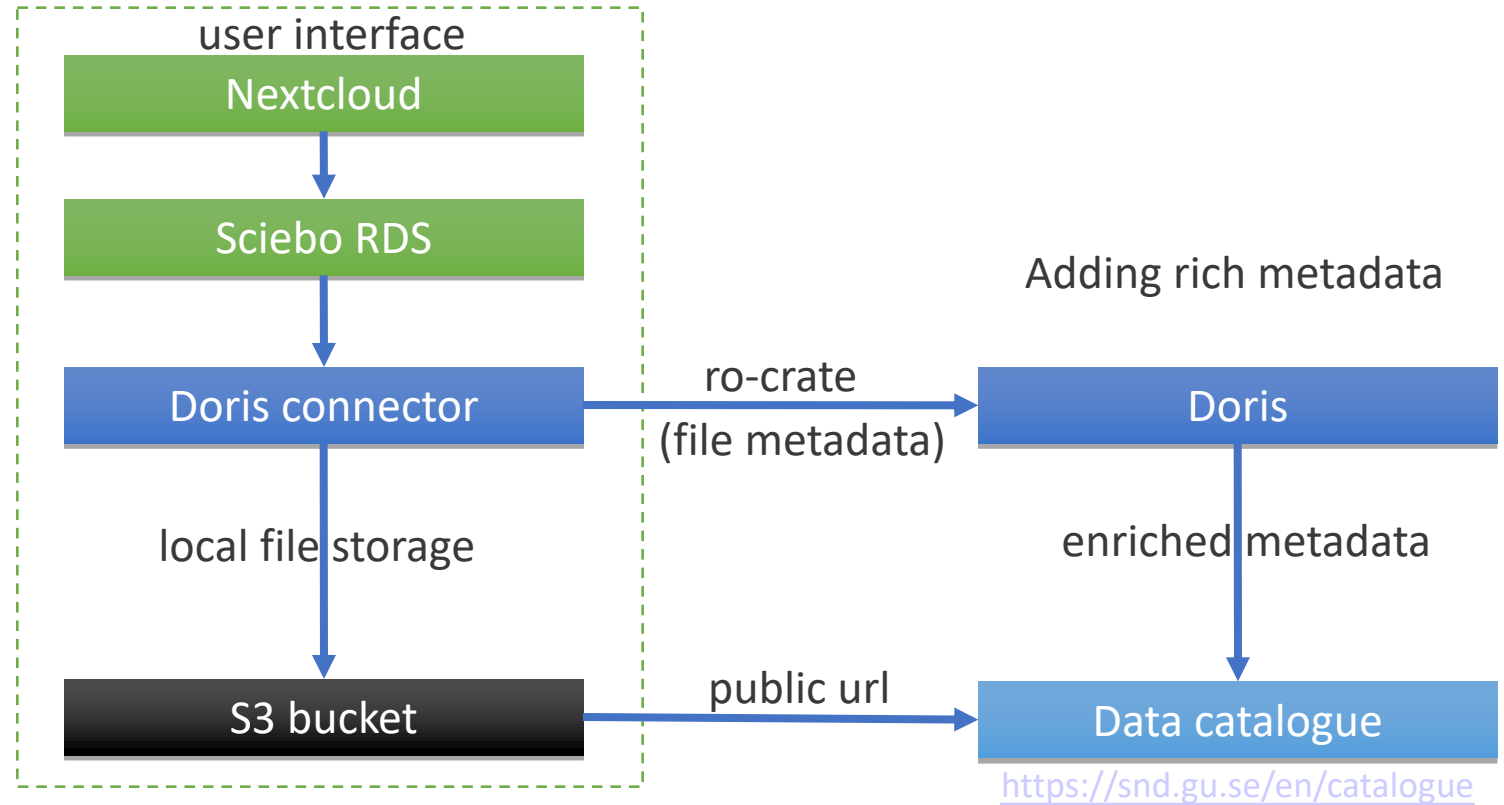 user interface
Nextcloud
Sciebo RDS
Adding rich metadata
Doris connector
ro-crate
(file metadata)
Doris
local file storage
enriched metadata
S3 bucket
public url
Data catalogue
https://snd.gu.se/en/catalogue